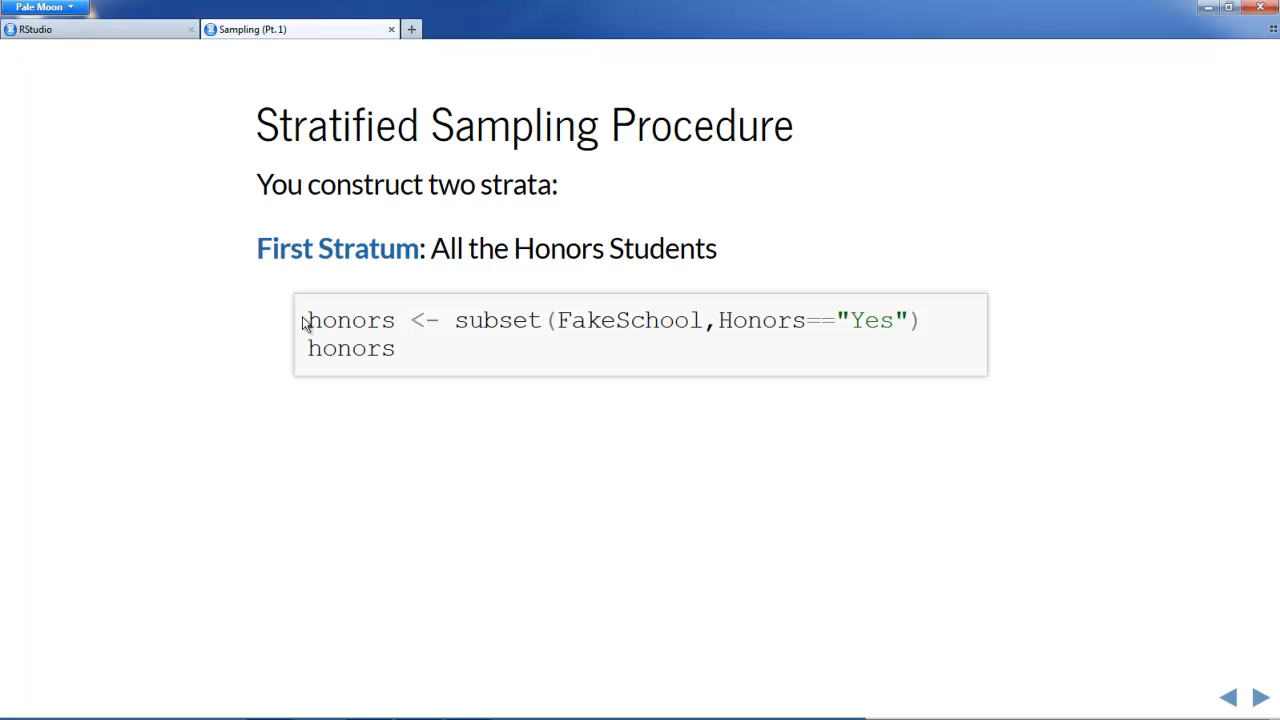 Pale Moon
RStudio
Sampling (Pt. 1)
Stratified Sampling Procedure
You construct two strata:
First Stratum: All the Honors Students
honors <- subset(FakeSchool,Honors=="Yes")
honors